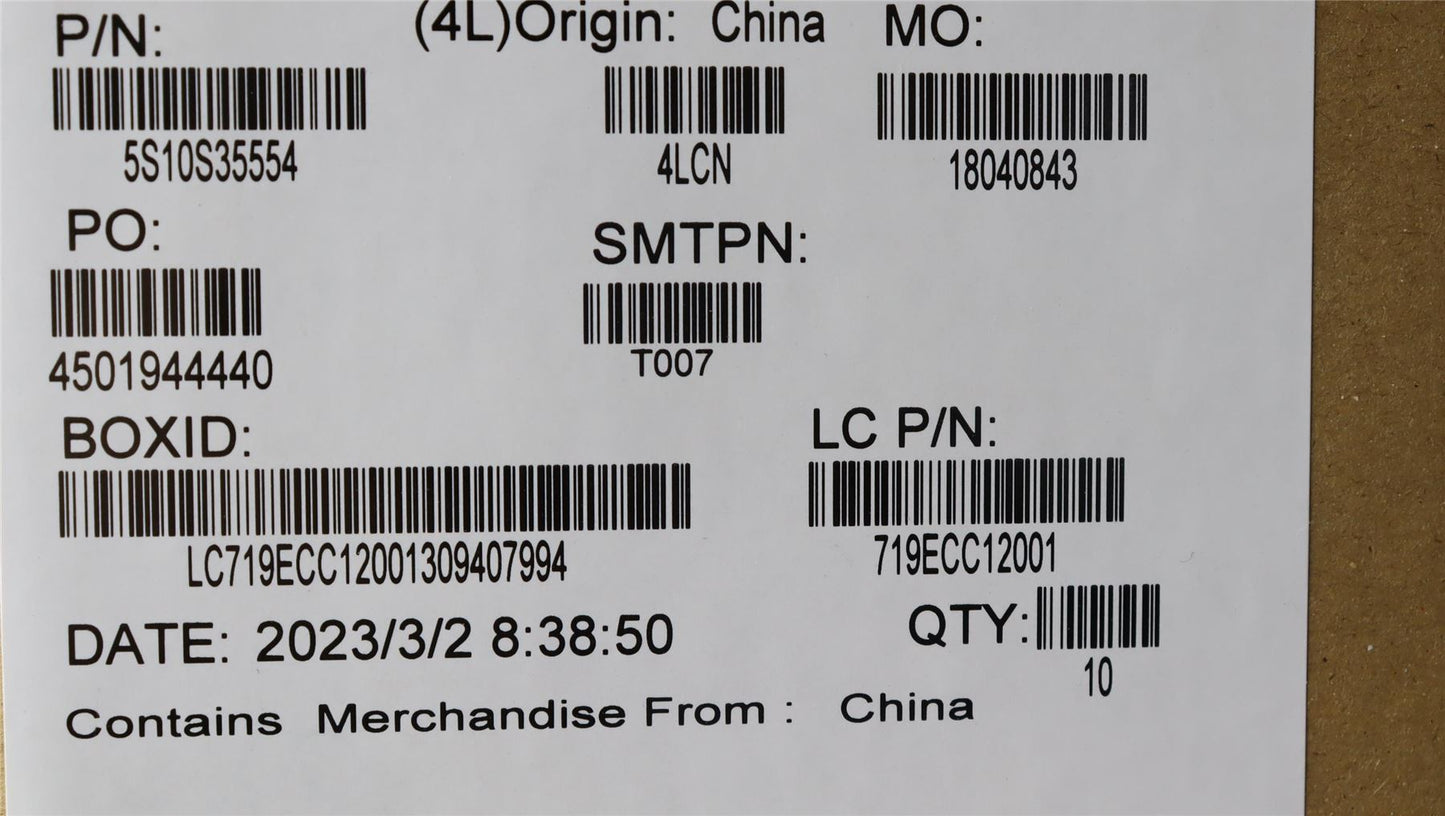 P/N: (4L)Origin: China MO:
5S10S35554 4LCN 18040843
PO: SMTPN:
4501944440 T007
BOXID: LC P/N:
LC719ECC12001309407994 719ECC12001
DATE: 2023/3/2 8:38:50 QTY:
10
Contains Merchandise From : China